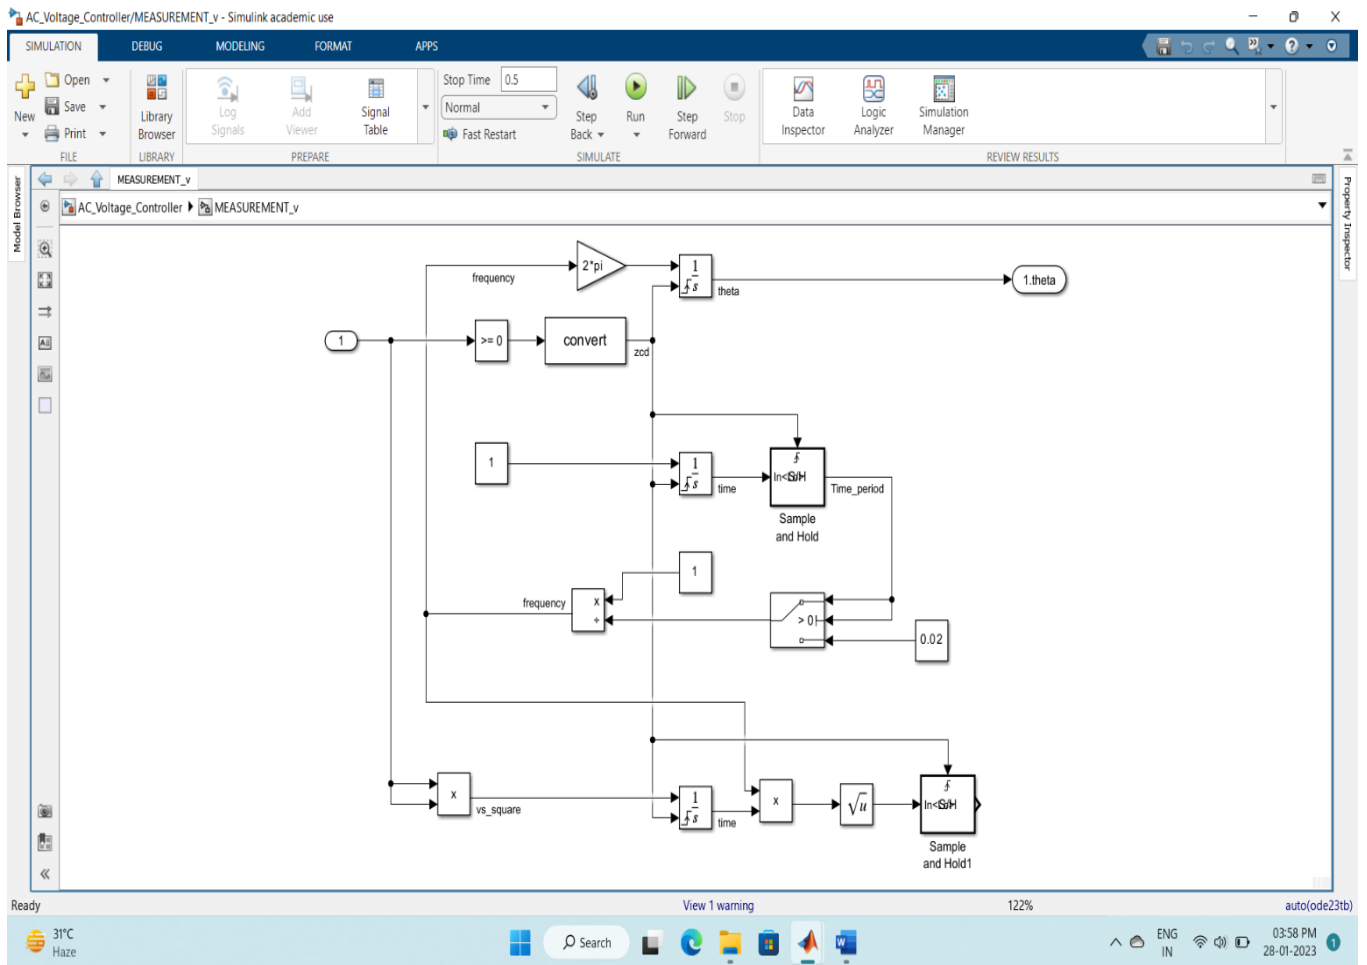 AC_Voltage_Controller/MEASUREMENT_v - Simulink academic use
SIMULATION DEBUG MODELING FORMAT APPS
New Open Save Print
FILE
Library Browser
LIBRARY
Log Signals
Add Viewer
Signal Table
PREPARE
Stop Time 0.5
Normal
Fast Restart
Step Back
Run
Step Forward
Stop
SIMULATE
Data Inspector
Logic Analyzer
Simulation Manager
REVIEW RESULTS
Model Browser
Property Inspector
MEASUREMENT_v
AC_Voltage_Controller MEASUREMENT_v
frequency
2*pi
1
s
theta
1.theta
1
>= 0
convert
zcd
1
1
s
time
S/H
Time_period
Sample
and Hold
1
frequency
x
÷
> 0
0.02
x
vs_square
1
s
time
x
√u
S/H
Sample
and Hold1
Ready
View 1 warning
122%
auto(ode23tb)
31°C
Haze
Search
ENG
IN
03:58 PM
28-01-2023
1